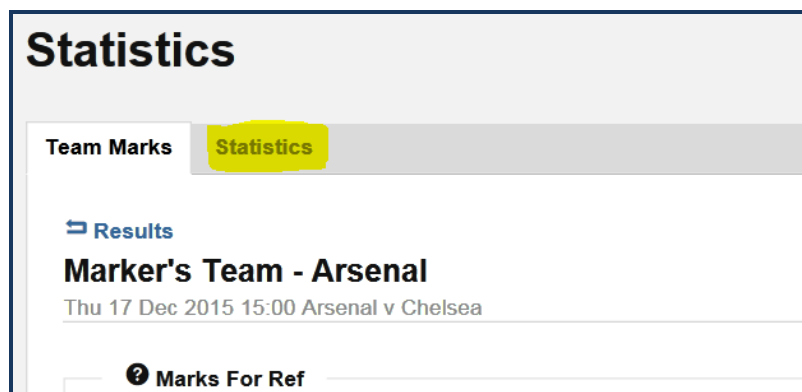 Statistics
Team Marks Statistics
Results
Marker's Team - Arsenal
Thu 17 Dec 2015 15:00 Arsenal v Chelsea
? Marks For Ref